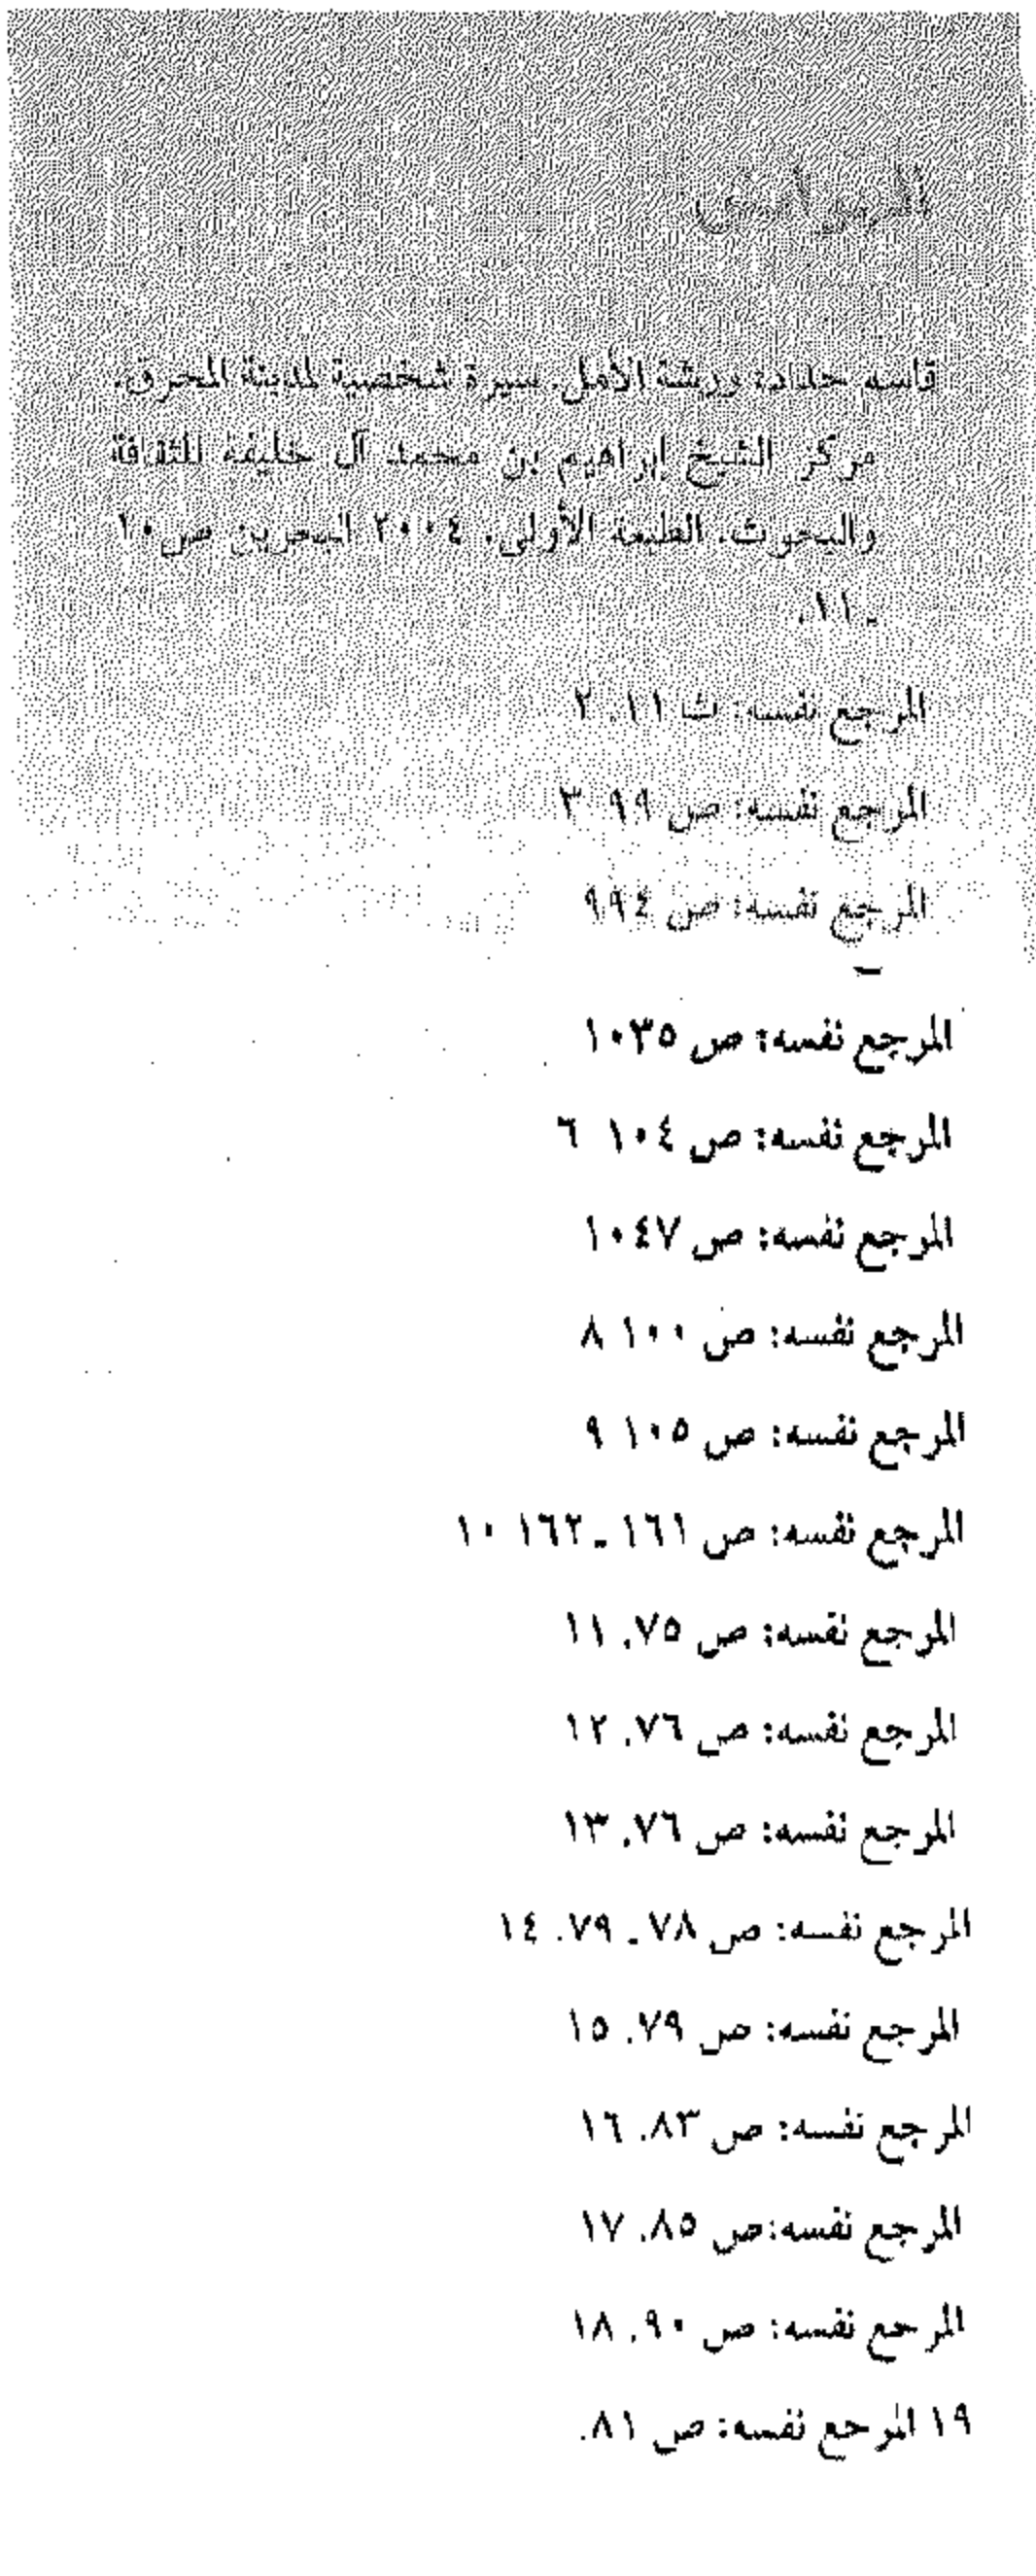 الهوامش
قاسم حداد: ورشة الأمل. سيرة شخصية لمدينة المحرق.
مركز الشيخ إبراهيم بن محمد آل خليفة للثقافة
والبحوث. الطبعة الأولى. ٢٠٠٤ البحرين ص١٠
ـ ١١.
المرجع نفسه: ث ١١. ٢
المرجع نفسه: ص ٩٩ ٣
المرجع نفسه: ص ٩٩٤
المرجع نفسه: ص ١٠٣٥
المرجع نفسه: ص ١٠٤ ٦
المرجع نفسه: ص ١٠٤٧
المرجع نفسه: ص ١٠٠ ٨
المرجع نفسه: ص ١٠٥ ٩
المرجع نفسه: ص ١٦١ ـ ١٦٢ ١٠
المرجع نفسه: ص ٧٥. ١١
المرجع نفسه: ص ٧٦. ١٢
المرجع نفسه: ص ٧٦. ١٣
المرجع نفسه: ص ٧٨ ـ ٧٩. ١٤
المرجع نفسه: ص ٧٩. ١٥
المرجع نفسه: ص ٨٣. ١٦
المرجع نفسه:ص ٨٥. ١٧
المرجع نفسه: ص ٩٠. ١٨
١٩ المرجع نفسه: ص ٨١.